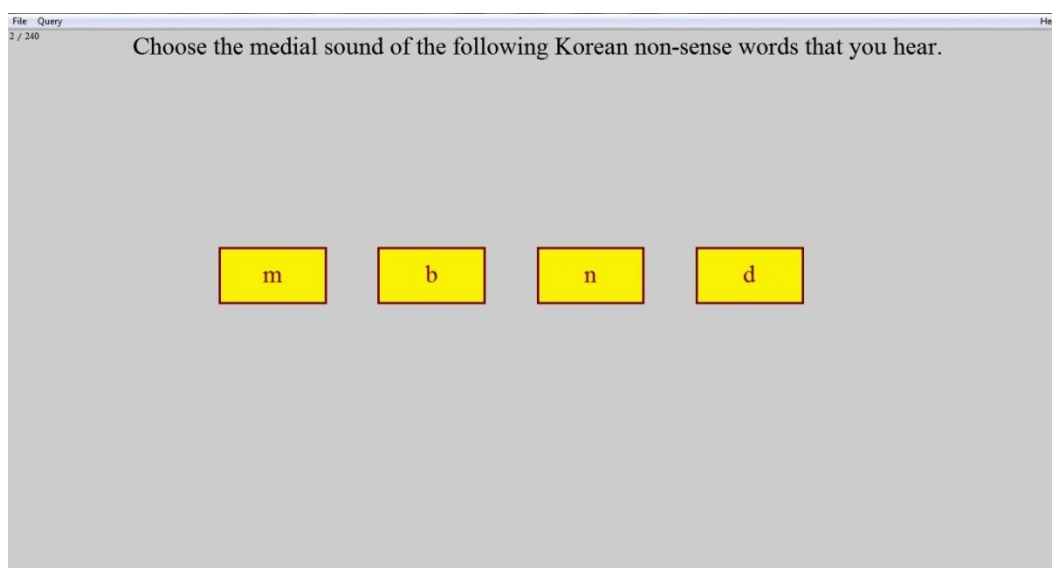 File Query He
2 / 240
Choose the medial sound of the following Korean non-sense words that you hear.
m b n d